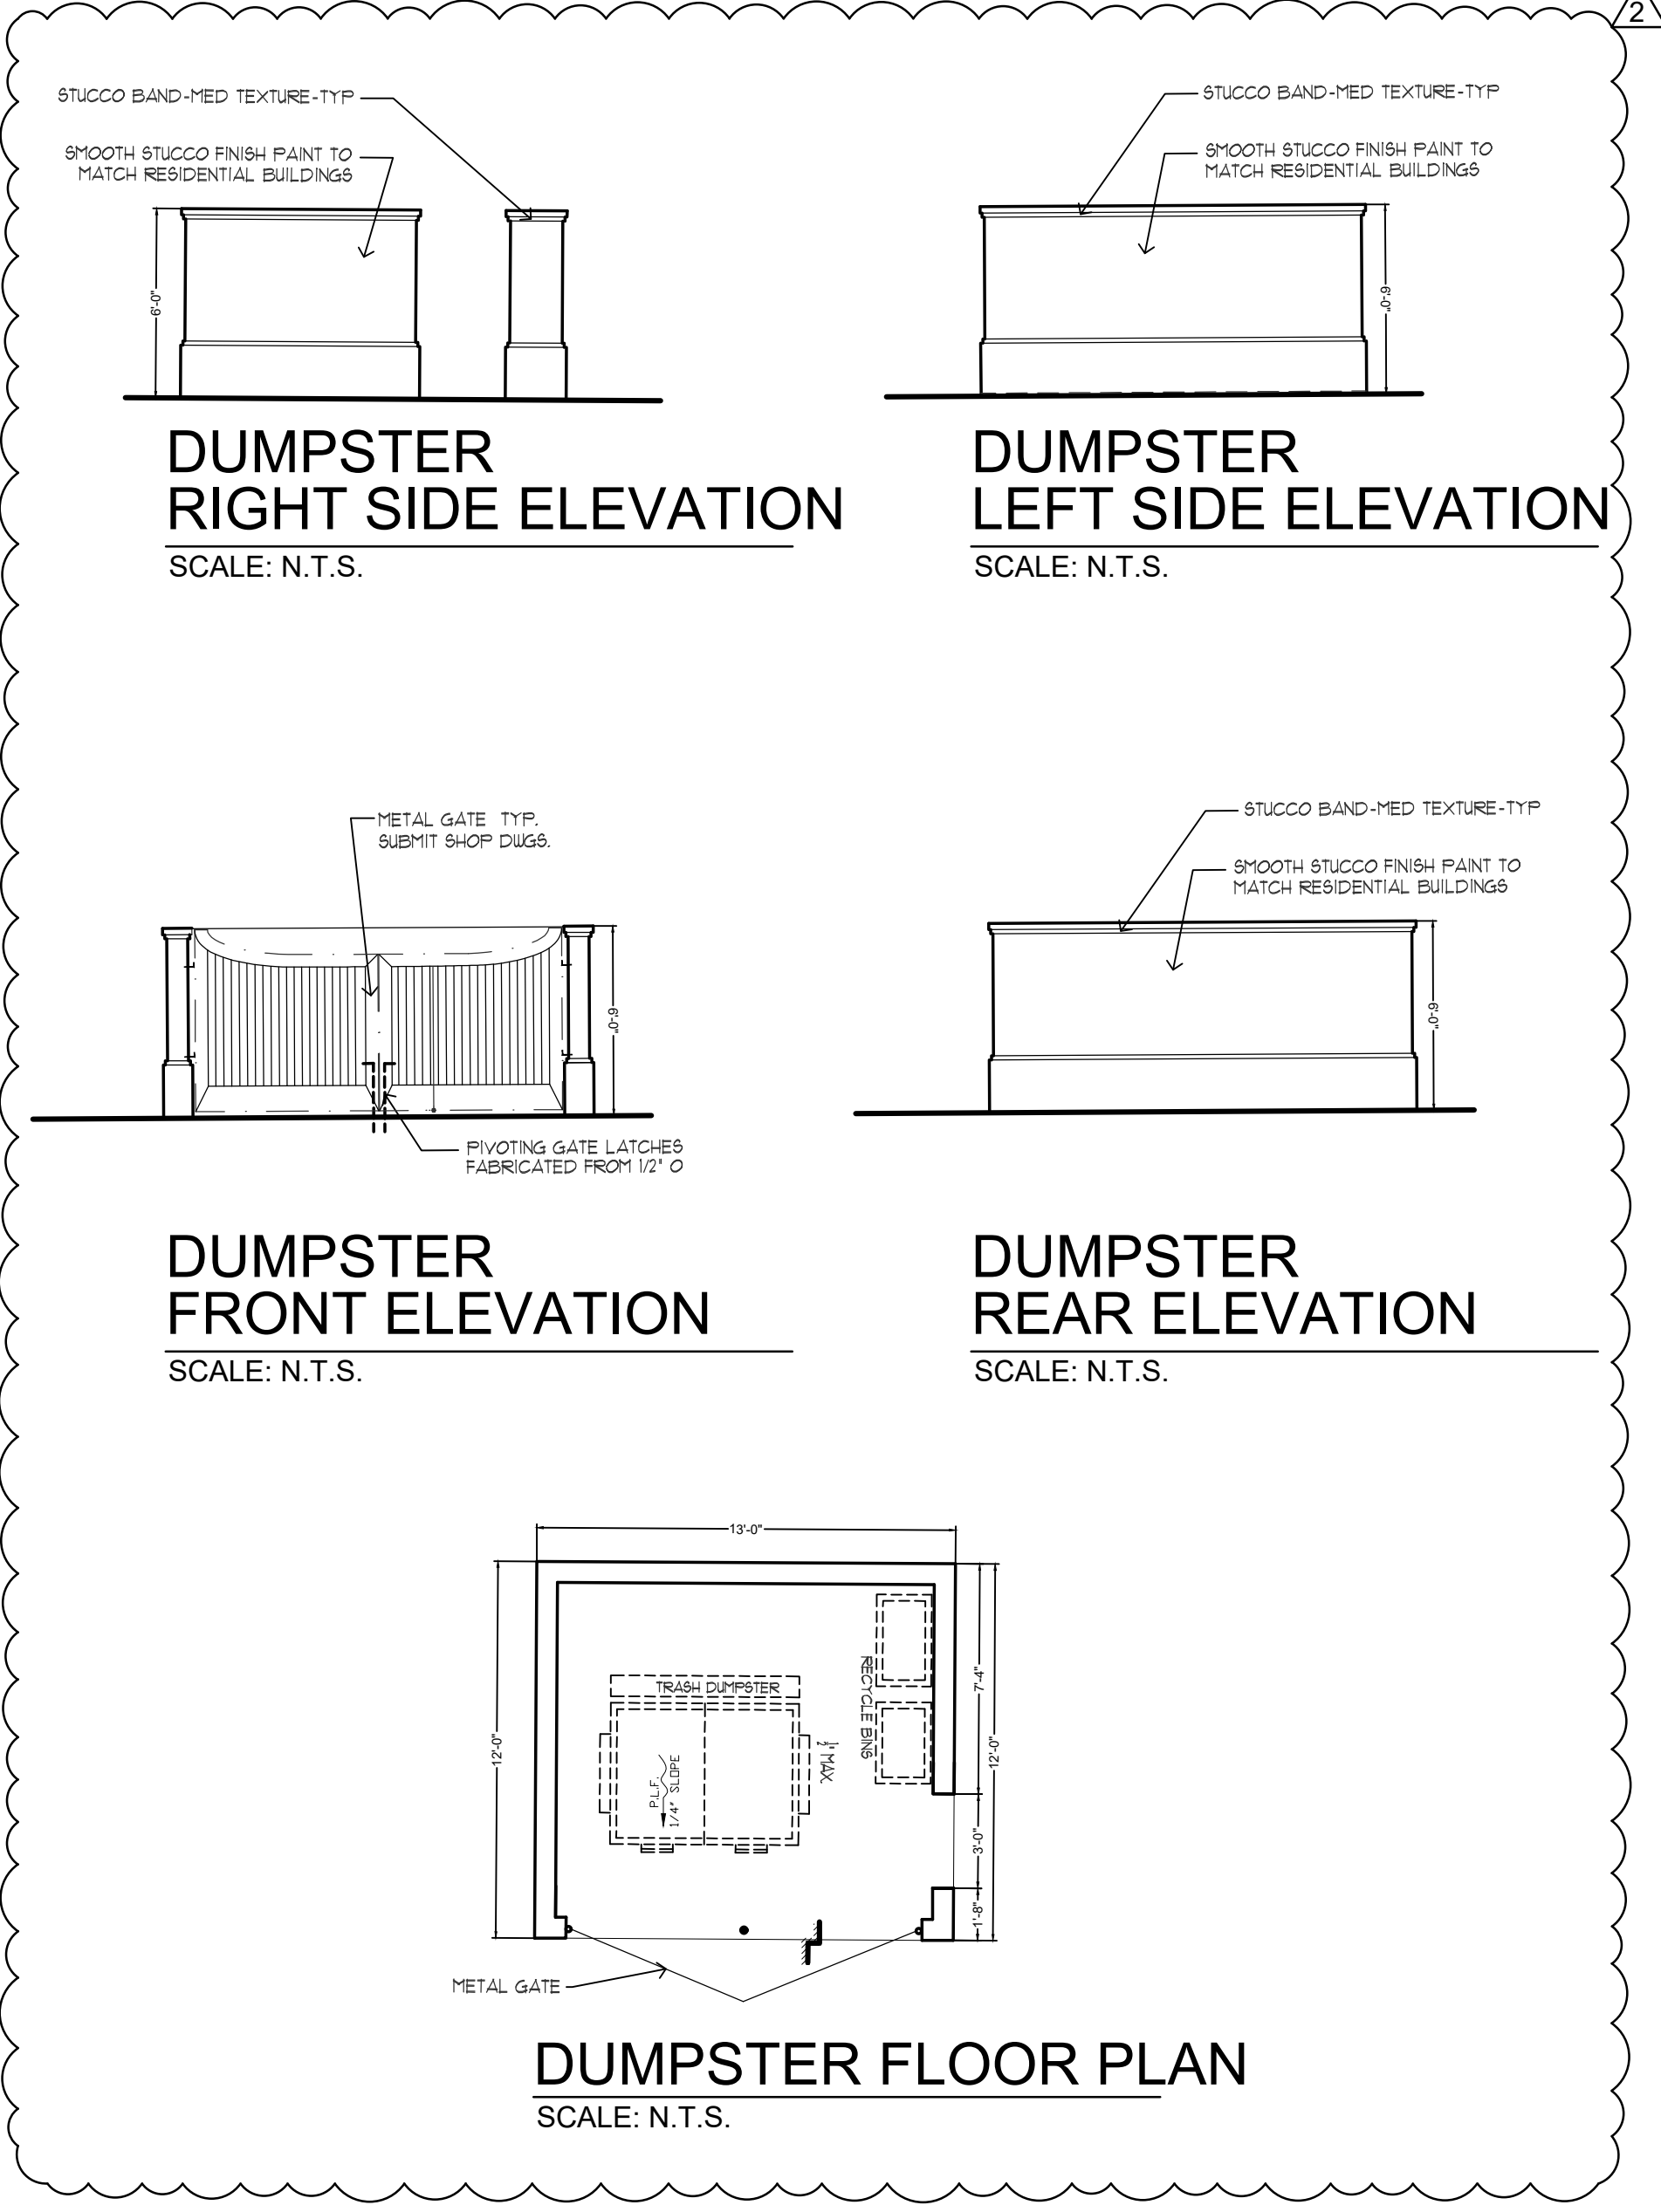 2
STUCCO BAND-MED TEXTURE-TYP
SMOOTH STUCCO FINISH PAINT TO
MATCH RESIDENTIAL BUILDINGS
6'-0"
DUMPSTER
RIGHT SIDE ELEVATION
SCALE: N.T.S.
STUCCO BAND-MED TEXTURE-TYP
SMOOTH STUCCO FINISH PAINT TO
MATCH RESIDENTIAL BUILDINGS
6'-0"
DUMPSTER
LEFT SIDE ELEVATION
SCALE: N.T.S.
METAL GATE TYP.
SUBMIT SHOP DWGS.
6'-0"
PIVOTING GATE LATCHES
FABRICATED FROM 1/2" O
DUMPSTER
FRONT ELEVATION
SCALE: N.T.S.
STUCCO BAND-MED TEXTURE-TYP
SMOOTH STUCCO FINISH PAINT TO
MATCH RESIDENTIAL BUILDINGS
6'-0"
DUMPSTER
REAR ELEVATION
SCALE: N.T.S.
13'-0"
12'-0"
TRASH DUMPSTER
P.L.F.
1/4" SLOPE
1/2" MAX.
RECYCLE BINS
7'-4"
12'-0"
3'-0"
1'-8"
METAL GATE
DUMPSTER FLOOR PLAN
SCALE: N.T.S.